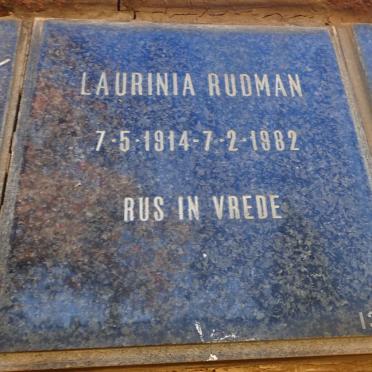 LAURINIA RUDMAN
7-5-1914-7-2-1982
RUS IN VREDE